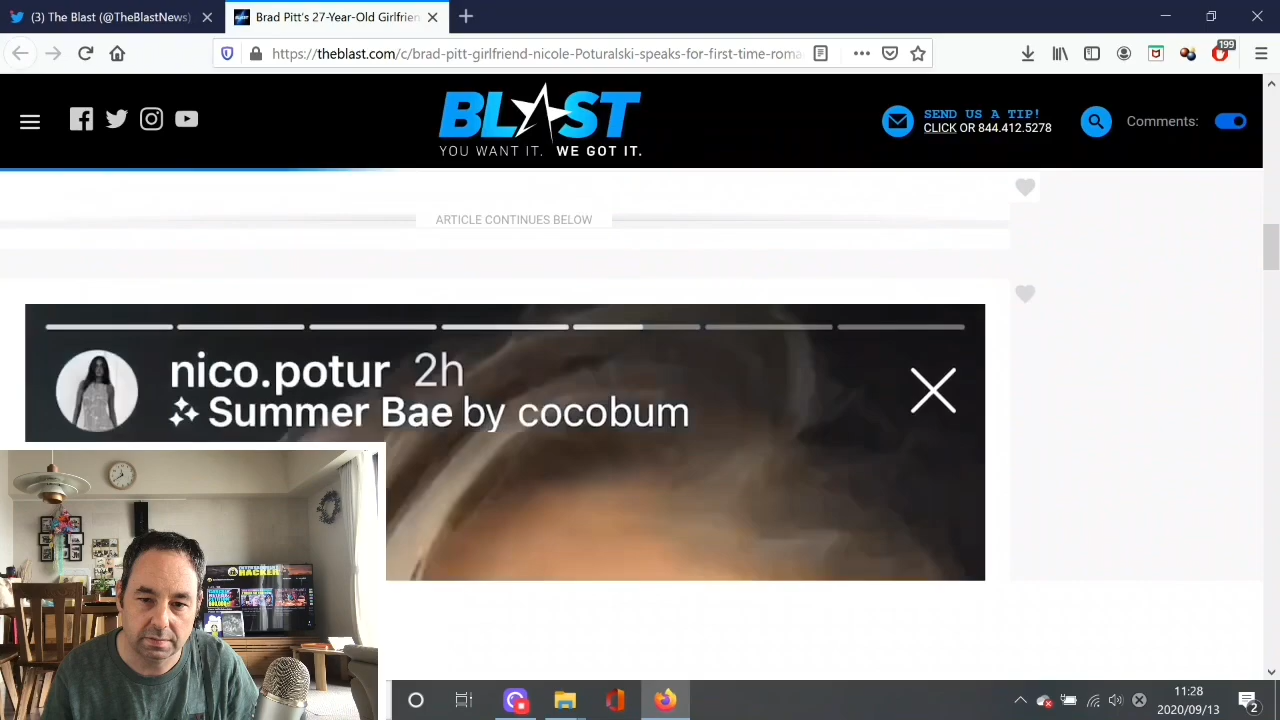 (3) The Blast (@TheBlastNews)
Brad Pitt's 27-Year-Old Girlfrien
https://theblast.com/c/brad-pitt-girlfriend-nicole-Poturalski-speaks-for-first-time-roma
199
BLAST
YOU WANT IT. WE GOT IT.
SEND US A TIP!
CLICK OR 844.412.5278
Comments:
ARTICLE CONTINUES BELOW
nico.potur 2h
Summer Bae by cocobum
HACKER
11:28
2020/09/13
2